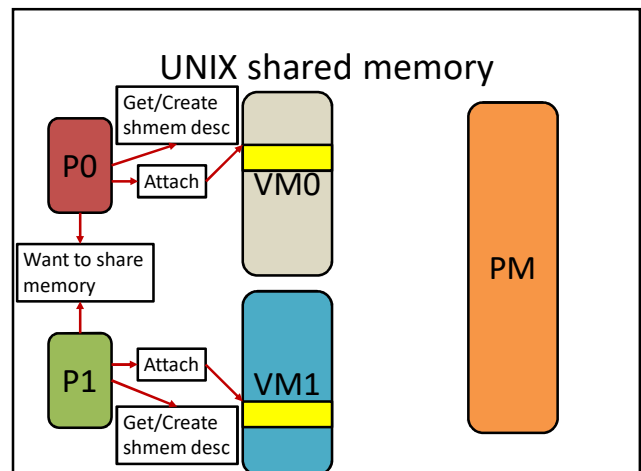 UNIX shared memory
Get/Create
shmem desc
P0
Attach
VM0
Want to share
memory
PM
P1
Attach
VM1
Get/Create
shmem desc